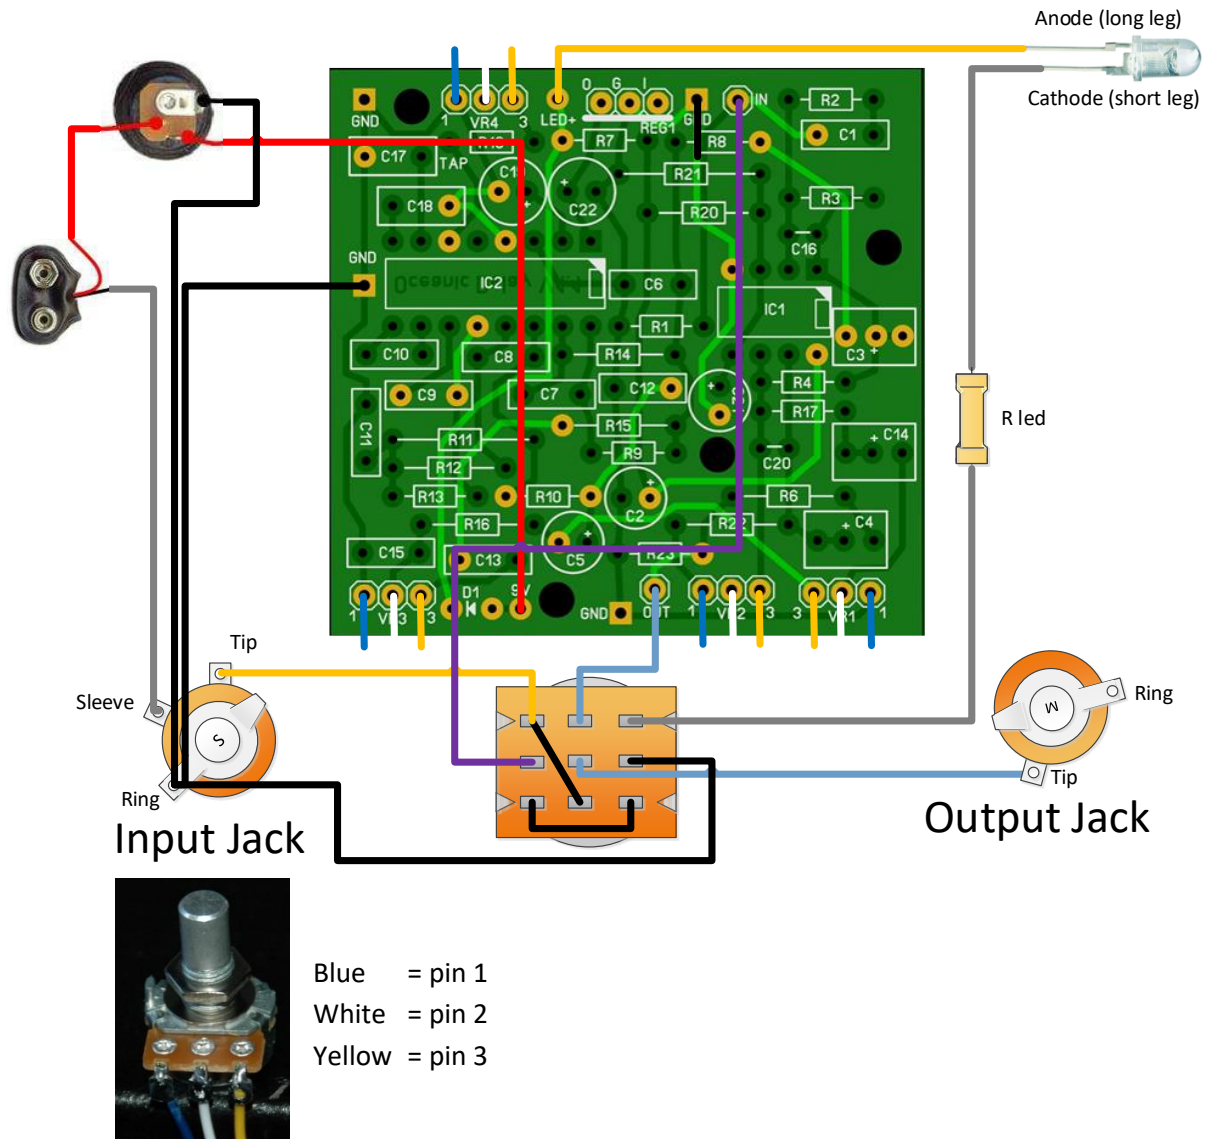 Anode (long leg)
Cathode (short leg)
GND
1
VR4
3
LED+
O G I
REG1
GND
IN
R2
C1
R7
R8
C17
TAP
R21
C22
R3
C18
R20
C16
GND
IC2
Oceanic Delay
C6
IC1
R1
C3
C10
C8
R14
R4
C9
C7
C12
R17
C11
R11
R15
C14
R12
R9
C20
R13
R10
C2
R6
R16
R22
C4
C15
C13
C5
R23
D1
9V
1
VR3
3
GND
OUT
1
VR2
3
3
VR1
1
R led
Tip
Sleeve
S
Ring
Input Jack
Ring
M
Tip
Output Jack
Blue = pin 1
White = pin 2
Yellow = pin 3